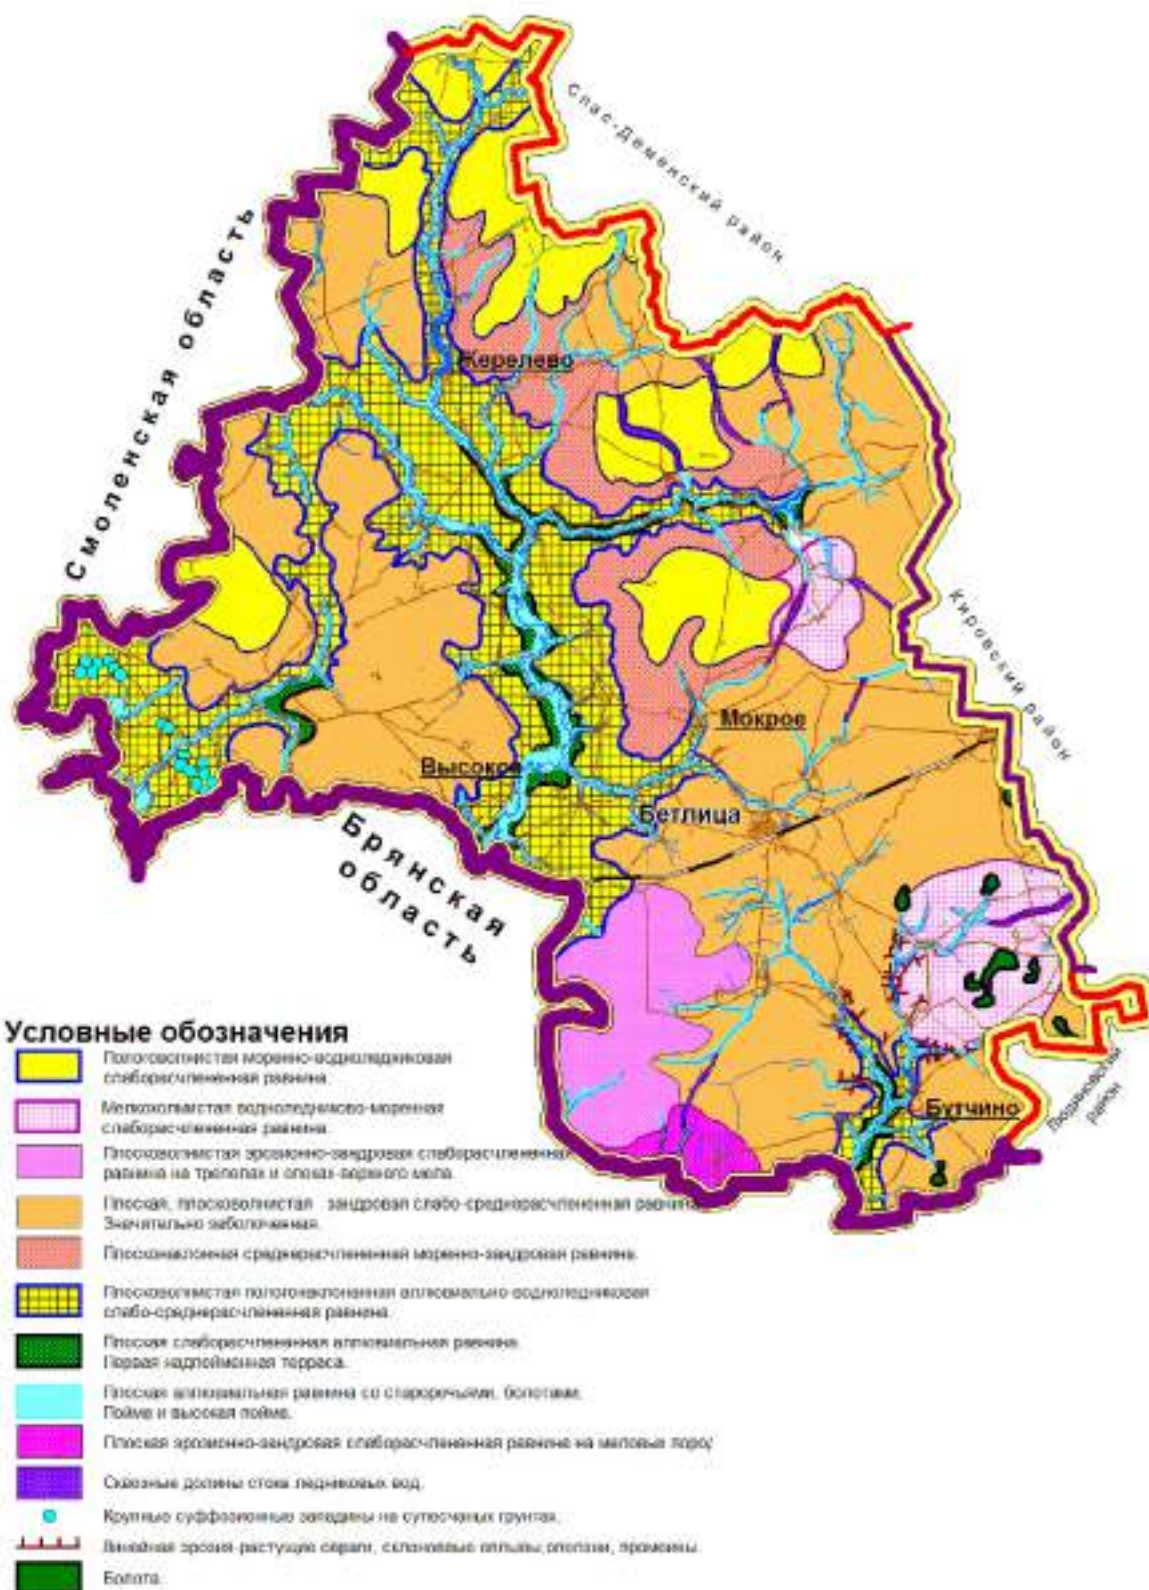 Спас-Деменский район
Смоленская область
Жерелево
Кировский район
Мокрое
Высокое
Бетлица
Брянская
область
Бутчино
Людиновский
район
Условные обозначения
Пологоволнистая моренно-водноледниковая
слаборасчлененная равнина.
Мелкохолмистая водноледниково-моренная
слаборасчлененная равнина.
Плосковолнистая эрозионно-зандровая слаборасчлененная
равнина на трепелах и опоках верхнего мела.
Плоская, плосковолнистая зандровая слабо-среднерасчлененная равнина.
Значительно заболоченная.
Плосконаклонная среднерасчлененная моренно-зандровая равнина.
Плосковолнистая пологонаклонная аллювиально-водноледниковая
слабо-среднерасчлененная равнина.
Плоская слаборасчлененная аллювиальная равнина.
Первая надпойменная терраса.
Плоская аллювиальная равнина со старорочьями, болотами.
Пойма и высокая пойма.
Плоская эрозионно-зандровая слаборасчлененная равнина на меловых поро
Сквозные долины стока ледниковых вод.
Крупные суффозионные западины на супесчаных грунтах.
Линейная эрозия-растущие овраги, склоновые оплывы, оползни, промоины.
Болота.